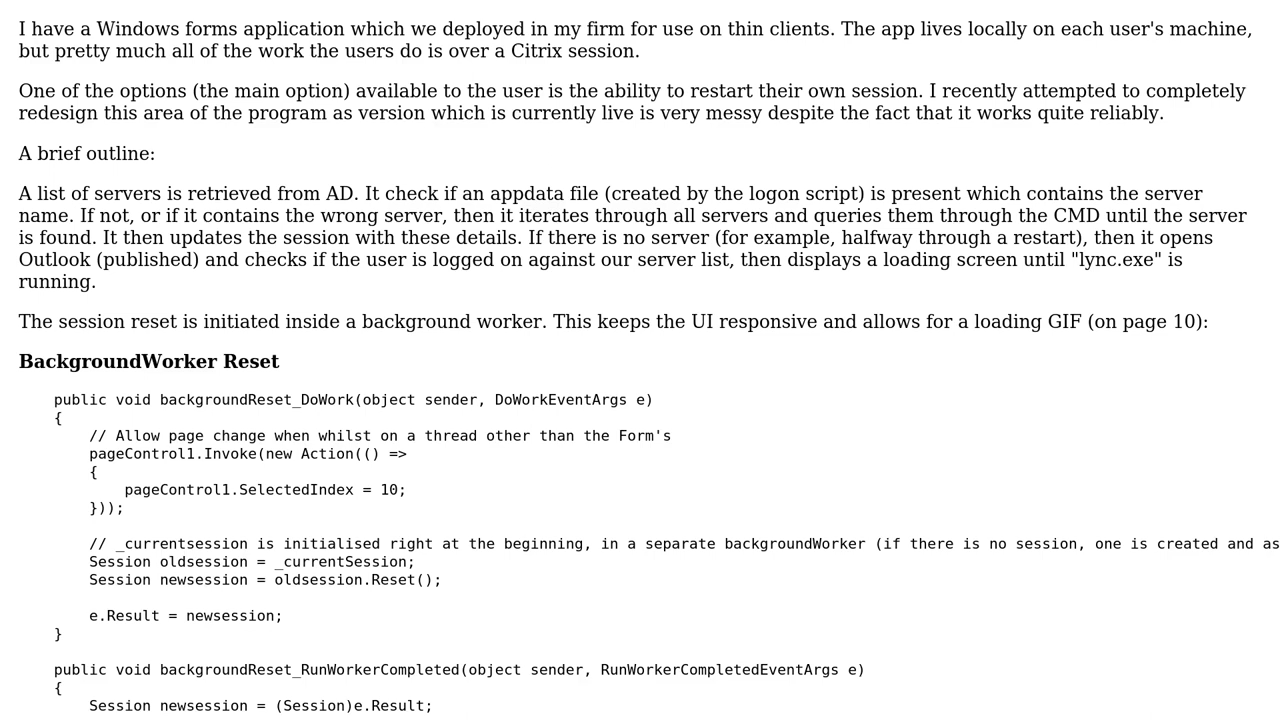 I have a Windows forms application which we deployed in my firm for use on thin clients. The app lives locally on each user's machine,
but pretty much all of the work the users do is over a Citrix session.
One of the options (the main option) available to the user is the ability to restart their own session. I recently attempted to completely
redesign this area of the program as version which is currently live is very messy despite the fact that it works quite reliably.
A brief outline:
A list of servers is retrieved from AD. It check if an appdata file (created by the logon script) is present which contains the server
name. If not, or if it contains the wrong server, then it iterates through all servers and queries them through the CMD until the server
is found. It then updates the session with these details. If there is no server (for example, halfway through a restart), then it opens
Outlook (published) and checks if the user is logged on against our server list, then displays a loading screen until "lync.exe" is
running.
The session reset is initiated inside a background worker. This keeps the UI responsive and allows for a loading GIF (on page 10):
BackgroundWorker Reset
public void backgroundReset_DoWork(object sender, DoWorkEventArgs e)
{
// Allow page change when whilst on a thread other than the Form's
pageControl1.Invoke(new Action(() =>
{
pageControl1.SelectedIndex = 10;
}));
// _currentsession is initialised right at the beginning, in a separate backgroundWorker (if there is no session, one is created and as
Session oldsession = _currentSession;
Session newsession = oldsession.Reset();
e.Result = newsession;
}
public void backgroundReset_RunWorkerCompleted(object sender, RunWorkerCompletedEventArgs e)
{
Session newsession = (Session)e.Result;